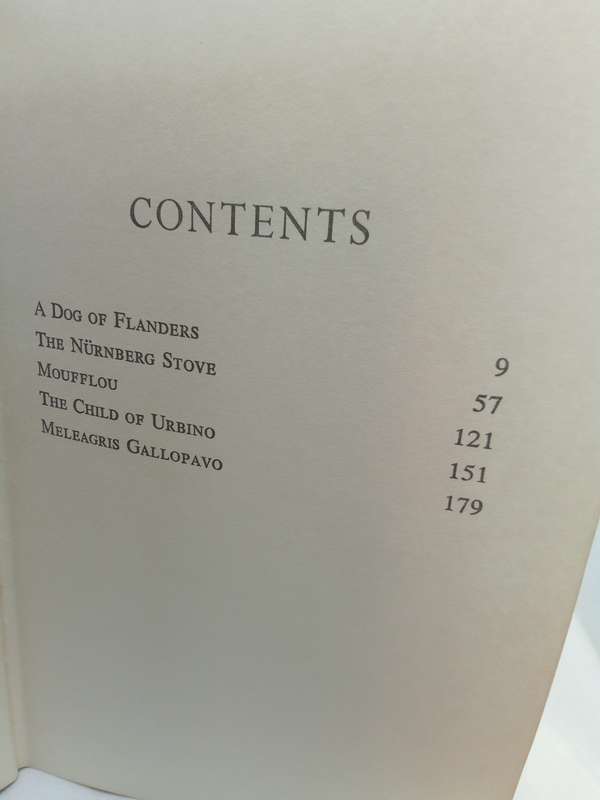 CONTENTS
A Dog of Flanders 9
The Nürnberg Stove 57
Moufflou 121
The Child of Urbino 151
Meleagris Gallopavo 179